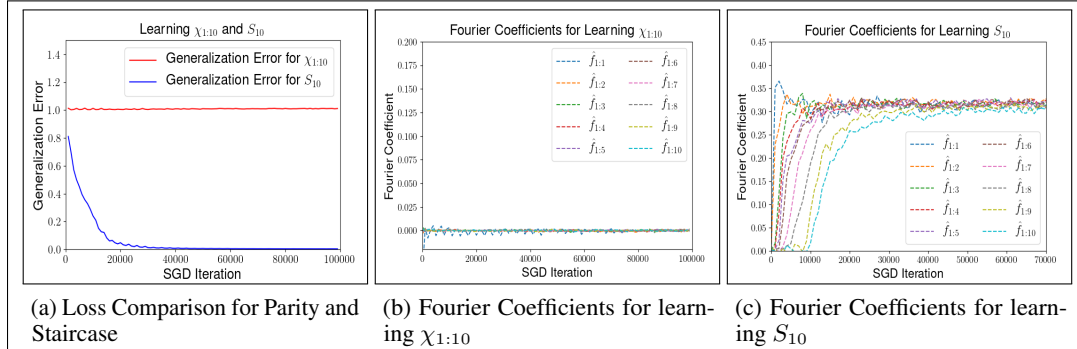 Learning χ1:10 and S10
Generalization Error for χ1:10
Generalization Error for S10
Generalization Error
1.4
1.2
1.0
0.8
0.6
0.4
0.2
0.0
0
20000
40000
60000
80000
100000
SGD Iteration
(a) Loss Comparison for Parity and
Staircase
Fourier Coefficients for Learning χ1:10
Fourier Coefficient
0.200
0.175
0.150
0.125
0.100
0.075
0.050
0.025
0.000
f̂1:1
f̂1:2
f̂1:3
f̂1:4
f̂1:5
f̂1:6
f̂1:7
f̂1:8
f̂1:9
f̂1:10
0
20000
40000
60000
80000
100000
SGD Iteration
(b) Fourier Coefficients for learn-
ing χ1:10
Fourier Coefficients for Learning S10
Fourier Coefficient
0.45
0.40
0.35
0.30
0.25
0.20
0.15
0.10
0.05
0.00
f̂1:1
f̂1:2
f̂1:3
f̂1:4
f̂1:5
f̂1:6
f̂1:7
f̂1:8
f̂1:9
f̂1:10
0
10000
20000
30000
40000
50000
60000
70000
SGD Iteration
(c) Fourier Coefficients for learn-
ing S10